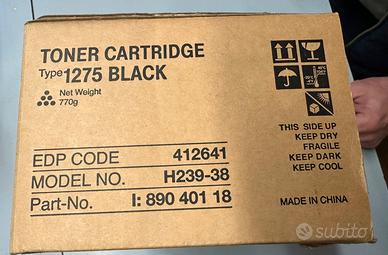 TONER CARTRIDGE
Type 1275 BLACK
Net Weight
770g
EDP CODE 412641
MODEL NO. H239-38
Part-No. I: 890 401 18
THIS SIDE UP
KEEP DRY
FRAGILE
KEEP DARK
KEEP COOL
MADE IN CHINA
subito